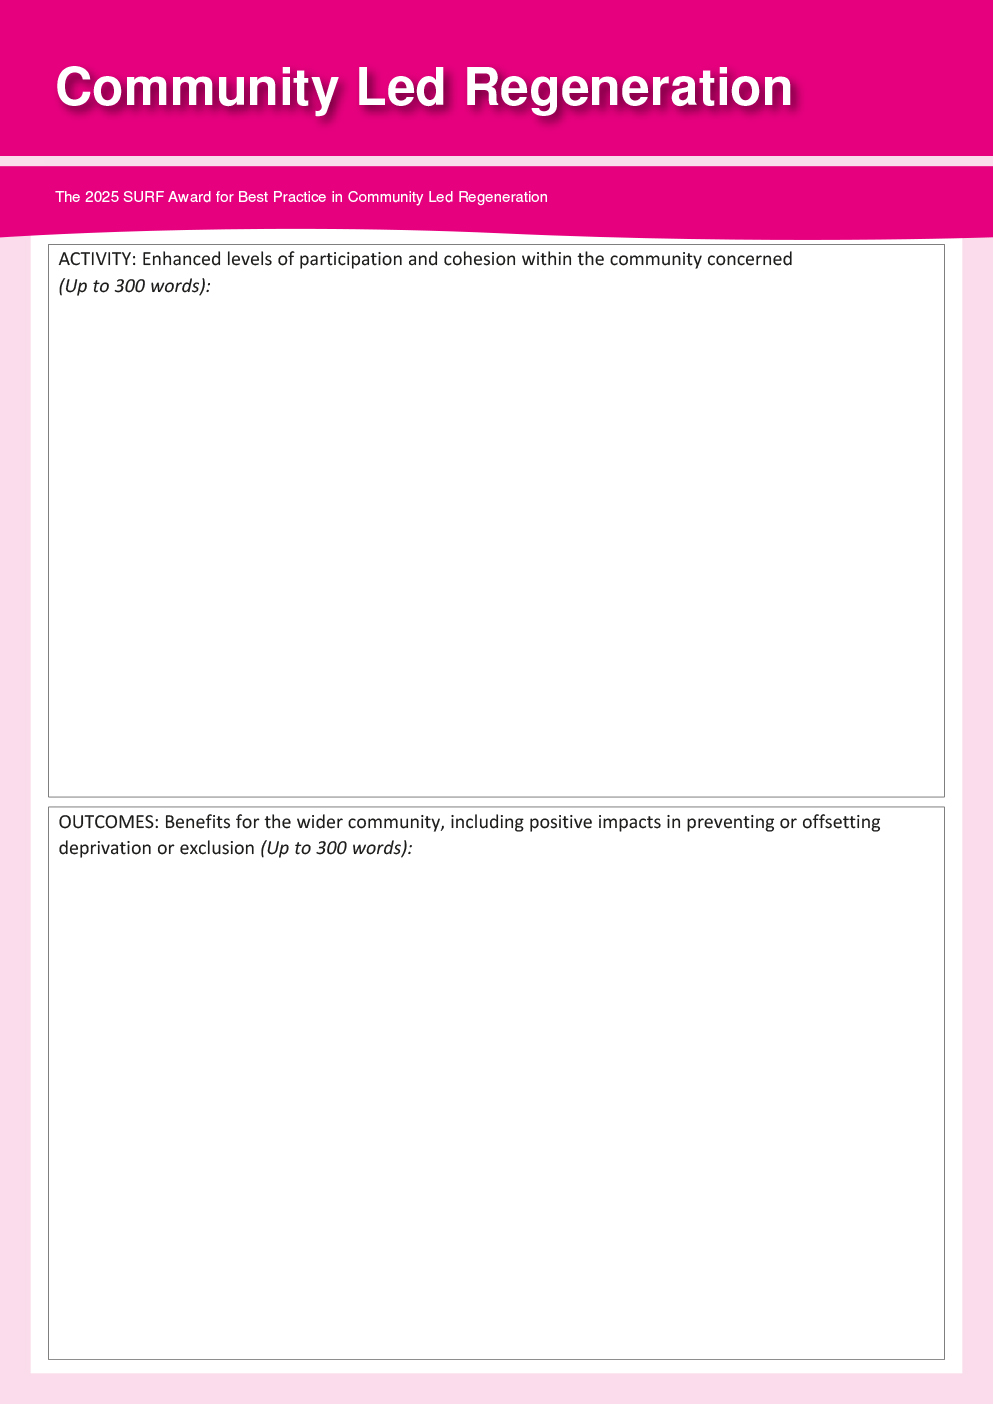 Community Led Regeneration
The 2025 SURF Award for Best Practice in Community Led Regeneration
ACTIVITY: Enhanced levels of participation and cohesion within the community concerned
(Up to 300 words):
OUTCOMES: Benefits for the wider community, including positive impacts in preventing or offsetting
deprivation or exclusion (Up to 300 words):